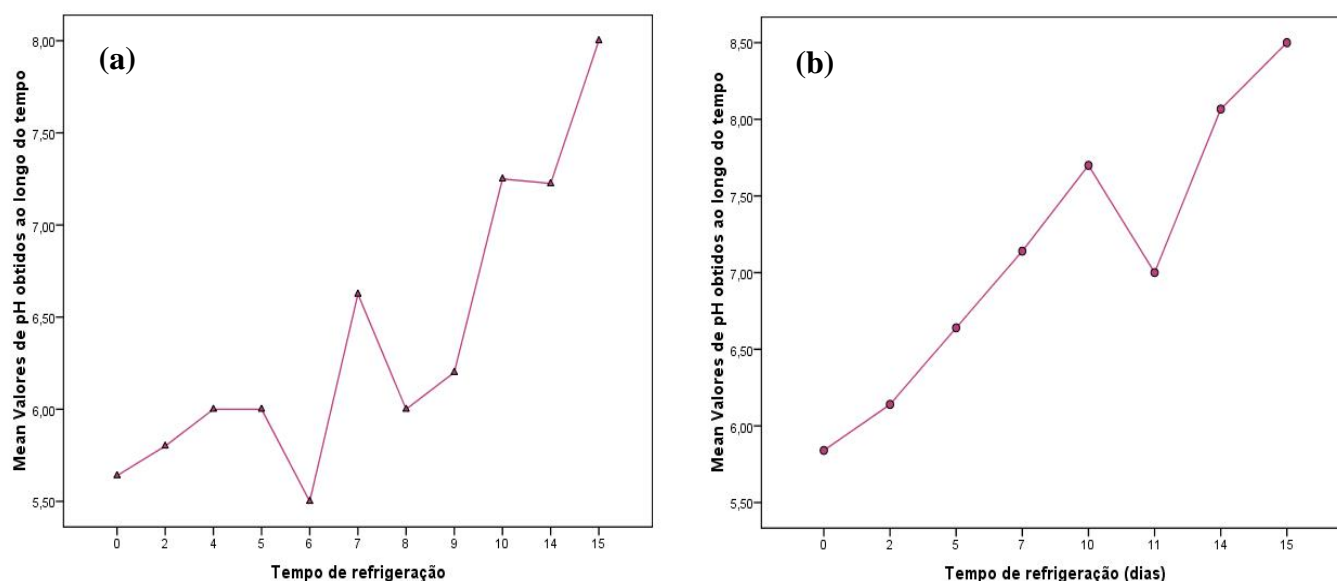 (a)
Mean Valores de pH obtidos ao longo do tempo
8,00
7,50
7,00
6,50
6,00
5,50
0 2 4 5 6 7 8 9 10 14 15
Tempo de refrigeração
(b)
Mean Valores de pH obtidos ao longo do tempo
8,50
8,00
7,50
7,00
6,50
6,00
5,50
0 2 5 7 10 11 14 15
Tempo de refrigeração (dias)